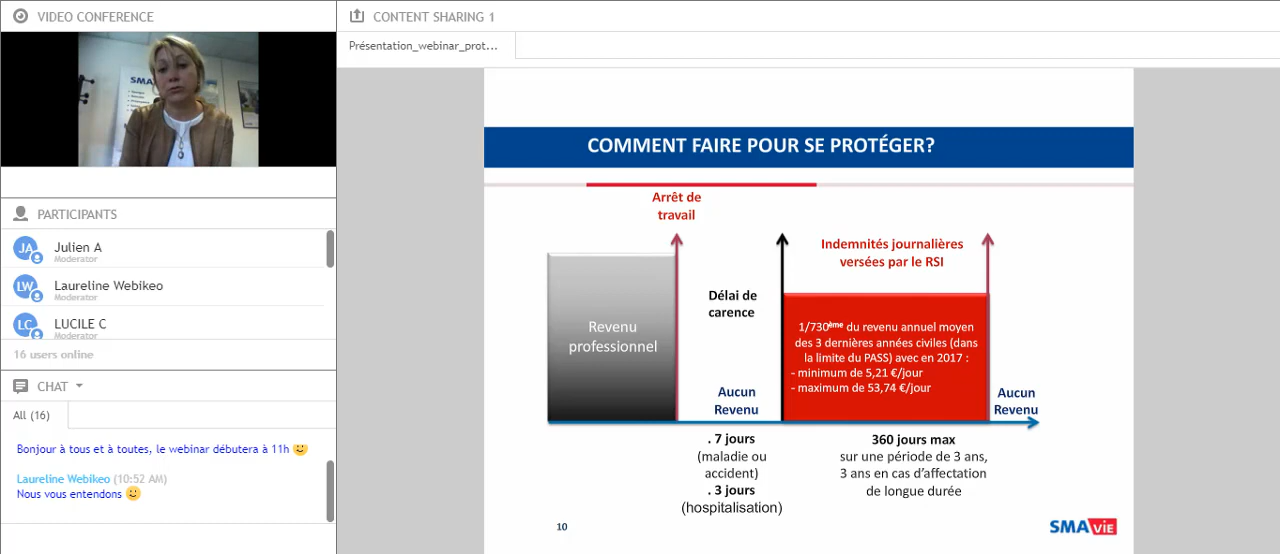 VIDEO CONFERENCE
SMA
PARTICIPANTS
JA
Julien A
Moderator
LW
Laureline Webikeo
Moderator
LC
LUCILE C
Moderator
16 users online
CHAT
All (16)
Bonjour à tous et à toutes, le webinar débutera à 11h
Laureline Webikeo (10:52 AM)
Nous vous entendons
CONTENT SHARING 1
Présentation_webinar_prot...
COMMENT FAIRE POUR SE PROTÉGER?
Arrêt de
travail
Indemnités journalières
versées par le RSI
Délai de
carence
Revenu
professionnel
1/730ème du revenu annuel moyen
des 3 dernières années civiles (dans
la limite du PASS) avec en 2017 :
- minimum de 5,21 €/jour
- maximum de 53,74 €/jour
Aucun
Revenu
Aucun
Revenu
. 7 jours
(maladie ou
accident)
. 3 jours
(hospitalisation)
360 jours max
sur une période de 3 ans,
3 ans en cas d'affectation
de longue durée
10
SMA VIE